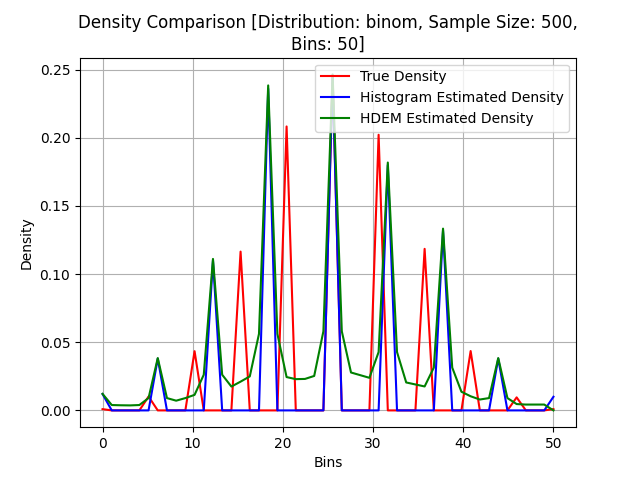 Density Comparison [Distribution: binom, Sample Size: 500,
Bins: 50]
True Density
Histogram Estimated Density
HDEM Estimated Density
Density
0.25
0.20
0.15
0.10
0.05
0.00
0 10 20 30 40 50
Bins